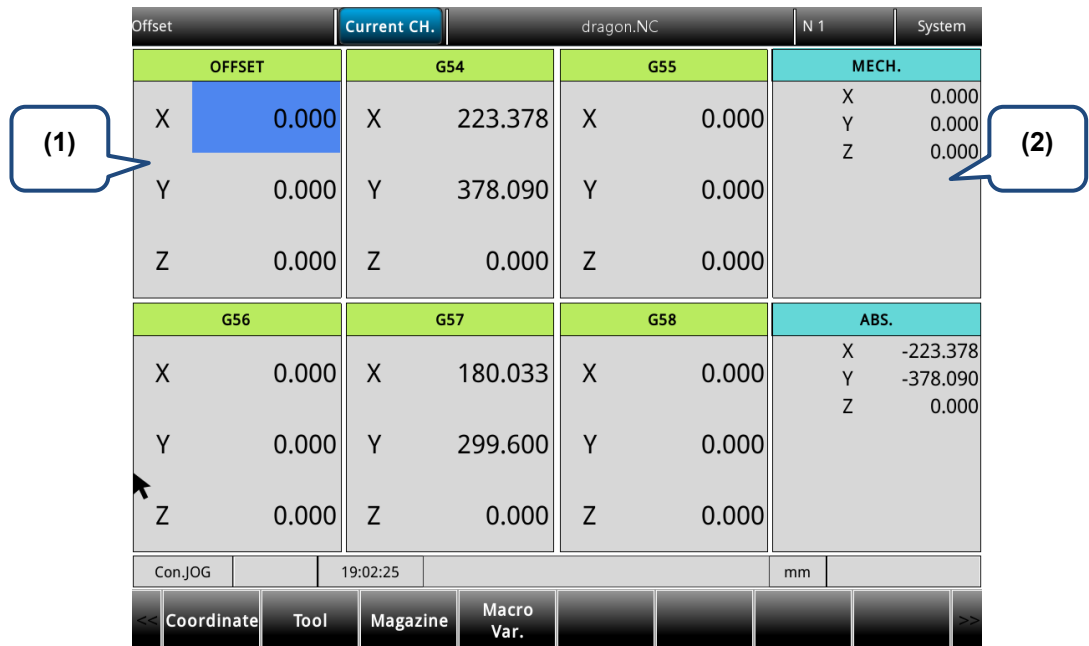 Offset Current CH. dragon.NC N 1 System
OFFSET G54 G55 MECH.
X 0.000 X 223.378 X 0.000 X 0.000
Y 0.000
Z 0.000
(1) (2)
Y 0.000 Y 378.090 Y 0.000
Z 0.000 Z 0.000 Z 0.000
G56 G57 G58 ABS.
X 0.000 X 180.033 X 0.000 X -223.378
Y -378.090
Z 0.000
Y 0.000 Y 299.600 Y 0.000
Z 0.000 Z 0.000 Z 0.000
Con.JOG 19:02:25 mm
<< Coordinate Tool Magazine Macro Var. >>